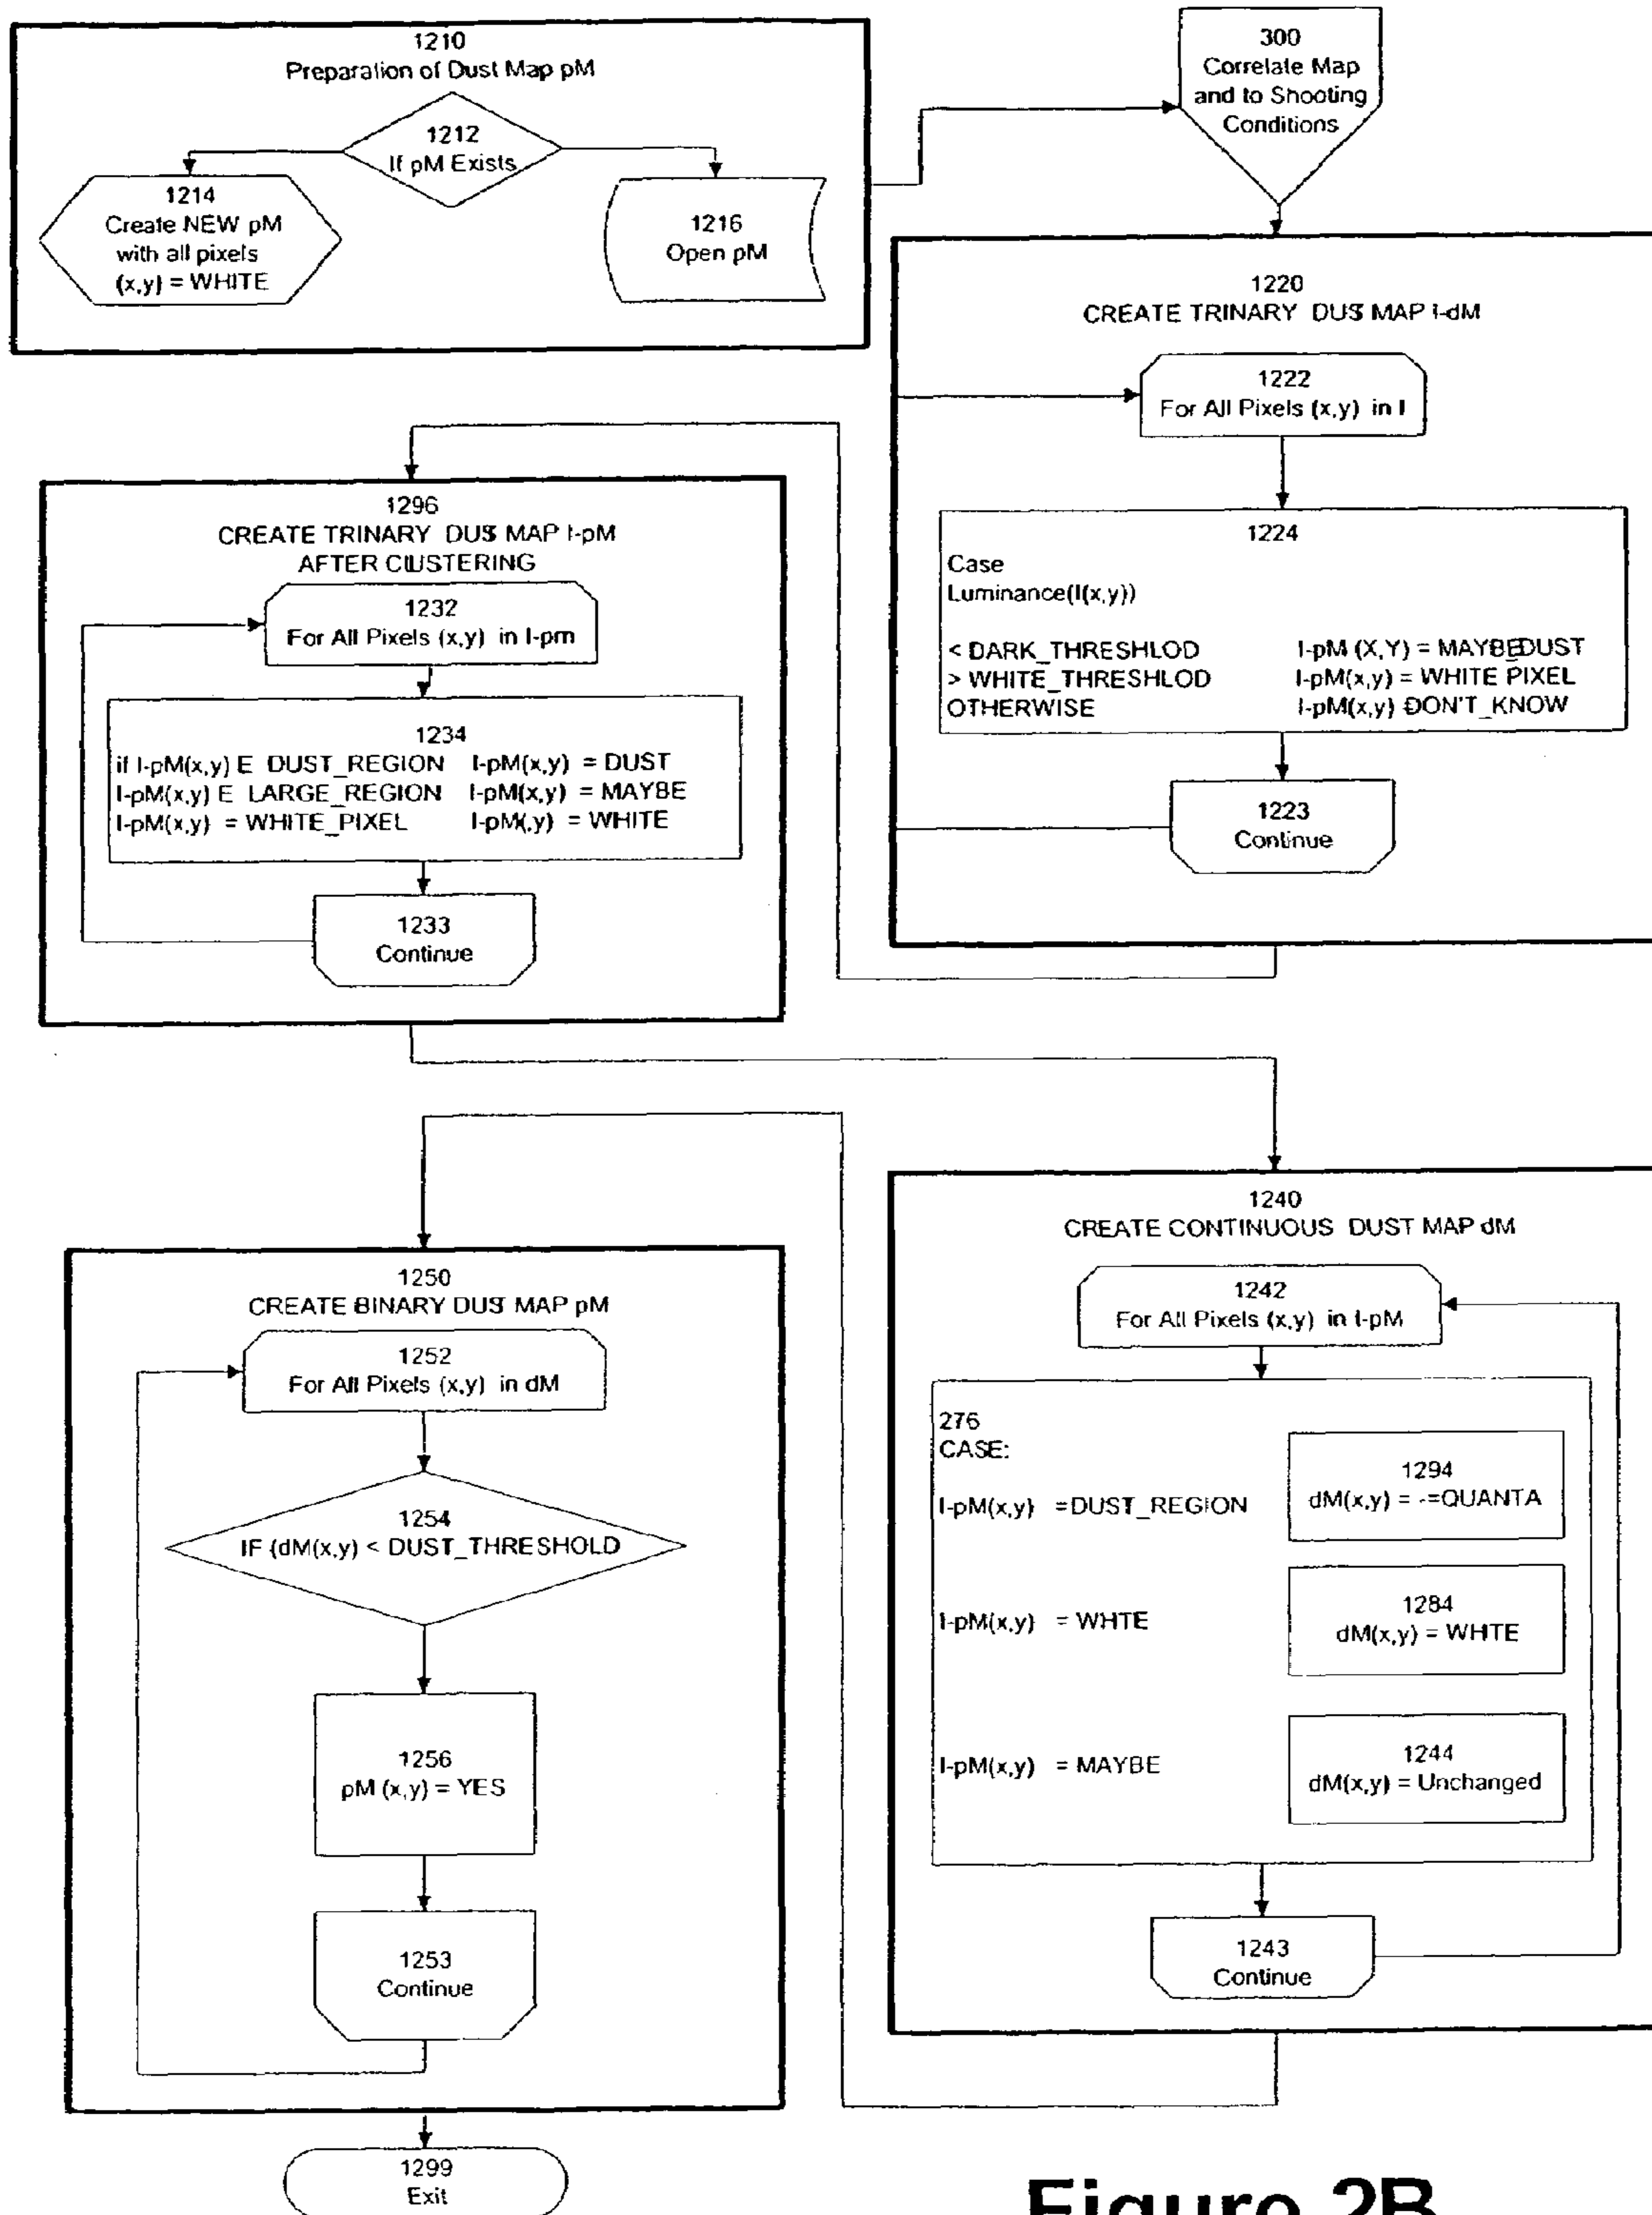 1210
Preparation of Dust Map pM
1212
If pM Exists
1214
Create NEW pM
with all pixels
(x,y) = WHITE
1216
Open pM
300
Correlate Map
and to Shooting
Conditions
1220
CREATE TRINARY DUST MAP I-dM
1222
For All Pixels (x,y) in I
1224
Case
Luminance(I(x,y))
< DARK_THRESHLOD I-pM (X,Y) = MAYBE_DUST
> WHITE_THRESHLOD I-pM(x,y) = WHITE PIXEL
OTHERWISE I-pM(x,y) = DON'T_KNOW
1223
Continue
1296
CREATE TRINARY DUST MAP I-pM
AFTER CLUSTERING
1232
For All Pixels (x,y) in I-pm
1234
if I-pM(x,y) E DUST_REGION I-pM(x,y) = DUST
I-pM(x,y) E LARGE_REGION I-pM(x,y) = MAYBE
I-pM(x,y) = WHITE_PIXEL I-pM(,y) = WHITE
1233
Continue
1240
CREATE CONTINUOUS DUST MAP dM
1242
For All Pixels (x,y) in I-pM
276
CASE:
I-pM(x,y) =DUST_REGION
1294
dM(x,y) = -=QUANTA
I-pM(x,y) = WHTE
1284
dM(x,y) = WHTE
I-pM(x,y) = MAYBE
1244
dM(x,y) = Unchanged
1243
Continue
1250
CREATE BINARY DUST MAP pM
1252
For All Pixels (x,y) in dM
1254
IF (dM(x,y) < DUST_THRESHOLD
1256
pM (x,y) = YES
1253
Continue
1299
Exit
Figure 2B